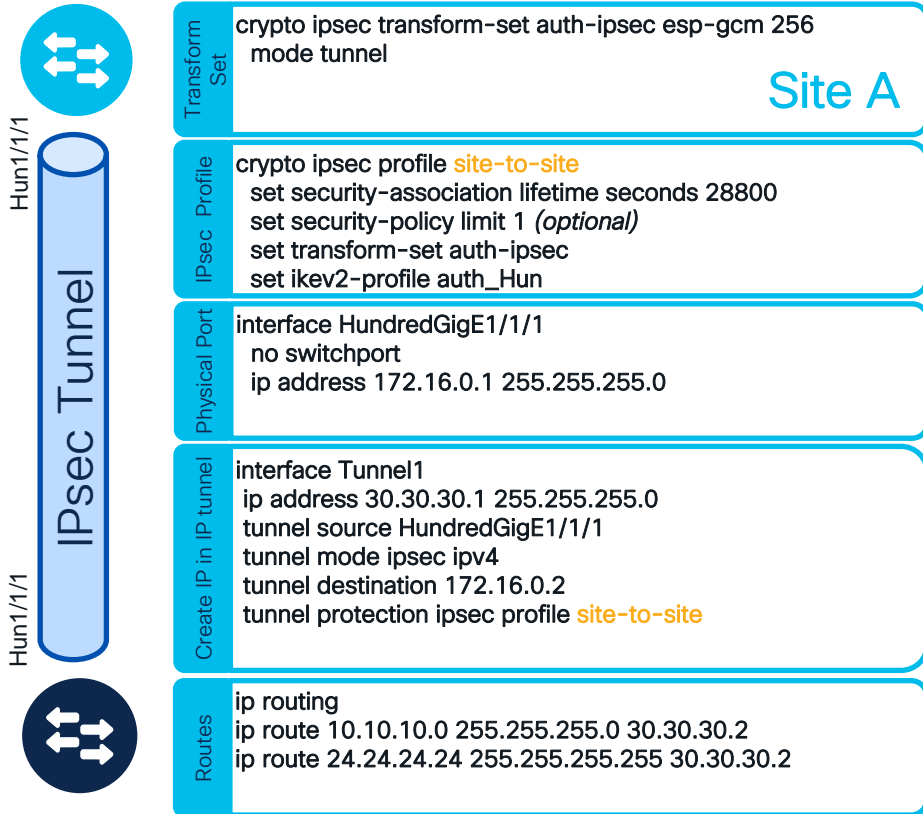 Hun1/1/1
IPsec Tunnel
Hun1/1/1
Transform
Set
crypto ipsec transform-set auth-ipsec esp-gcm 256
mode tunnel
Site A
IPsec Profile
crypto ipsec profile site-to-site
set security-association lifetime seconds 28800
set security-policy limit 1 (optional)
set transform-set auth-ipsec
set ikev2-profile auth_Hun
Physical Port
interface HundredGigE1/1/1
no switchport
ip address 172.16.0.1 255.255.255.0
Create IP in IP tunnel
interface Tunnel1
ip address 30.30.30.1 255.255.255.0
tunnel source HundredGigE1/1/1
tunnel mode ipsec ipv4
tunnel destination 172.16.0.2
tunnel protection ipsec profile site-to-site
Routes
ip routing
ip route 10.10.10.0 255.255.255.0 30.30.30.2
ip route 24.24.24.24 255.255.255.255 30.30.30.2